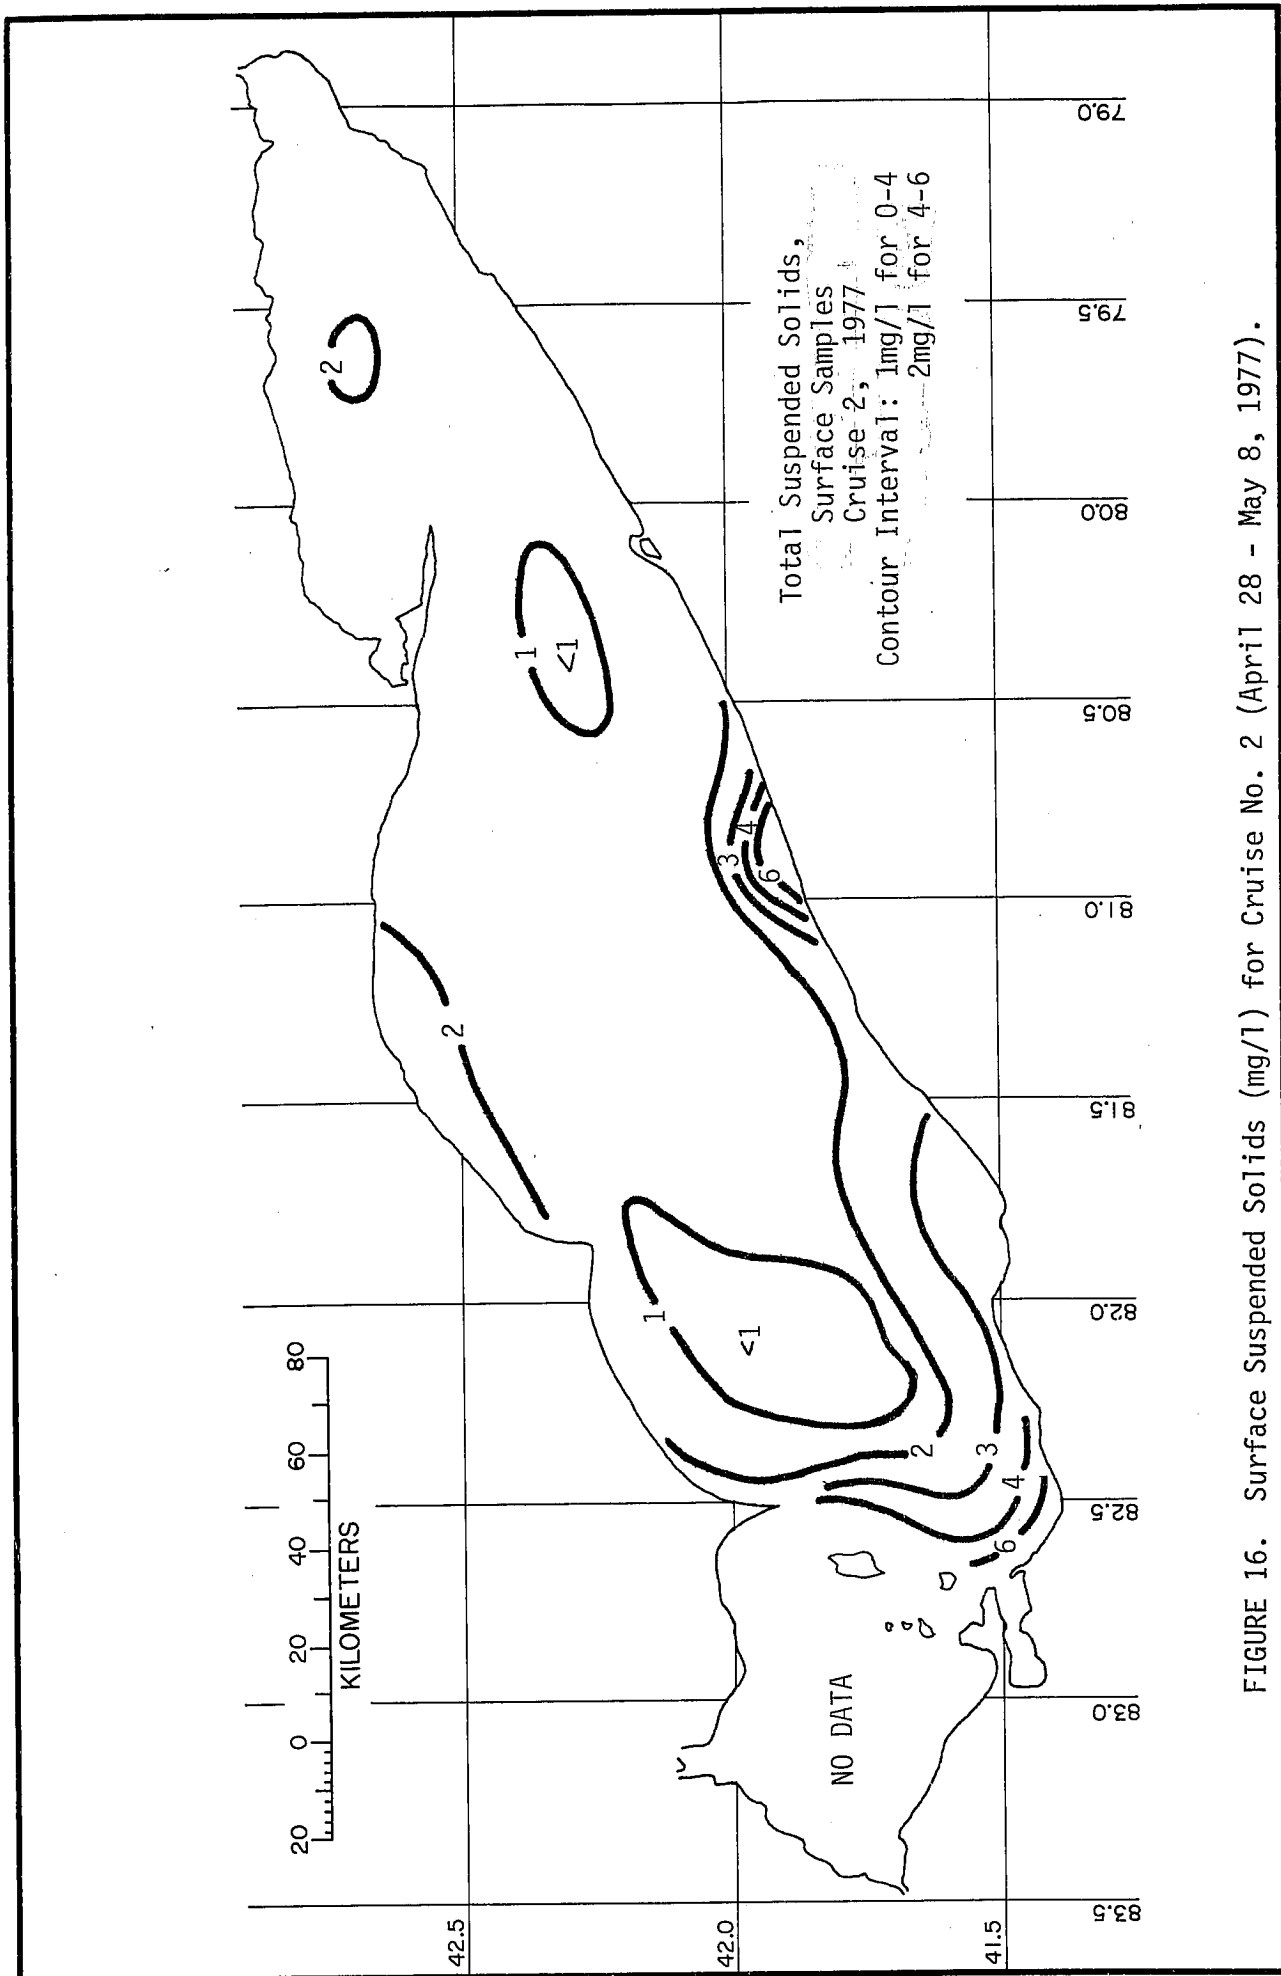 20 0 20 40 60 80
KILOMETERS
42.5
42.0
41.5
83.5
83.0
82.5
82.0
81.5
81.0
80.5
80.0
79.5
79.0
NO DATA
2
2
1
<1
1
<1
2
3
4
6
3
4
6
Total Suspended Solids,
Surface Samples
Cruise 2, 1977
Contour Interval: 1mg/l for 0-4
2mg/l for 4-6
FIGURE 16. Surface Suspended Solids (mg/l) for Cruise No. 2 (April 28 - May 8, 1977).